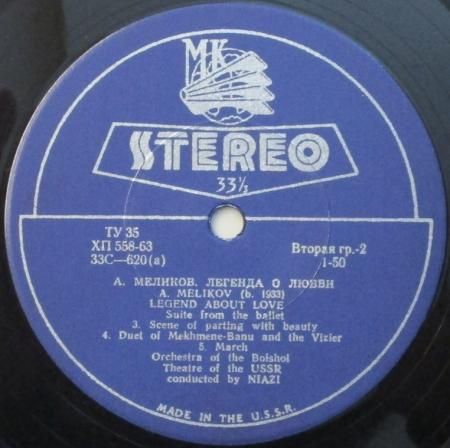 МК
STEREO
33⅓
ТУ 35
ХП 558-63
33С—620(а)
Вторая гр.-2
1-50
А. МЕЛИКОВ. ЛЕГЕНДА О ЛЮБВИ
A. MELIKOV (b. 1933)
LEGEND ABOUT LOVE
Suite from the ballet
3. Scene of parting with beauty
4. Duet of Mekhmene-Banu and the Vizier
5. March
Orchestra of the Bolshoi
Theatre of the USSR
conducted by NIAZI
MADE IN THE U.S.S.R.